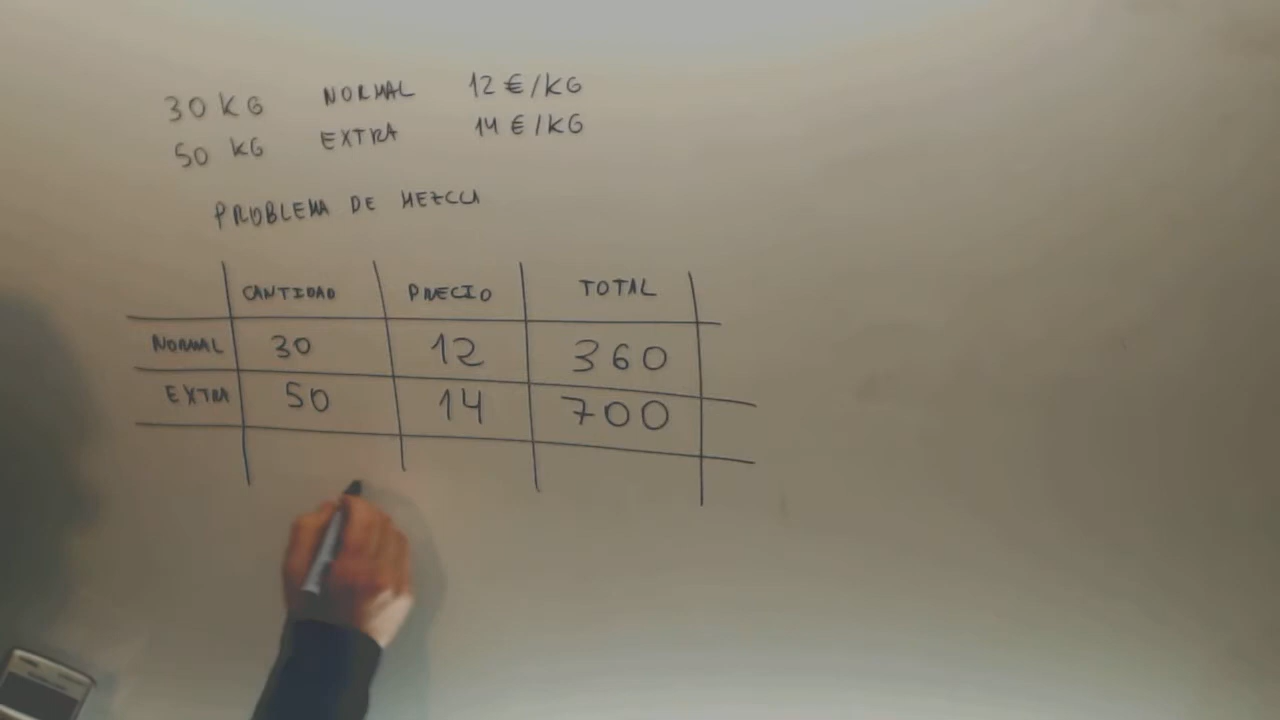 30 KG NORMAL 12 €/KG
50 KG EXTRA 14 €/KG
PROBLEMA DE MEZCLA
CANTIDAD PRECIO TOTAL
NORMAL 30 12 360
EXTRA 50 14 700